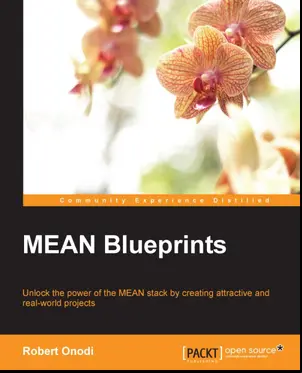 Community Experience Distilled
MEAN Blueprints
Unlock the power of the MEAN stack by creating attractive and
real-world projects
Robert Onodi
[PACKT] open source*
PUBLISHING